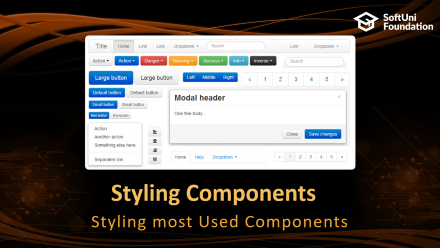 SoftUni
Foundation
Title Home Link Link Dropdown Search Link Dropdown
Action Action Danger Warning Success Info Inverse Search
Large button Large button Left Middle Right « 1 2 3 4 5 »
Default button Default button
Small button Small button
Mini button Mini button
Modal header ×
One fine body...
Close Save changes
Action
Another action
Something else here
Separated link
Home Help Dropdown « 1 2 3 4 5 »
Styling Components
Styling most Used Components